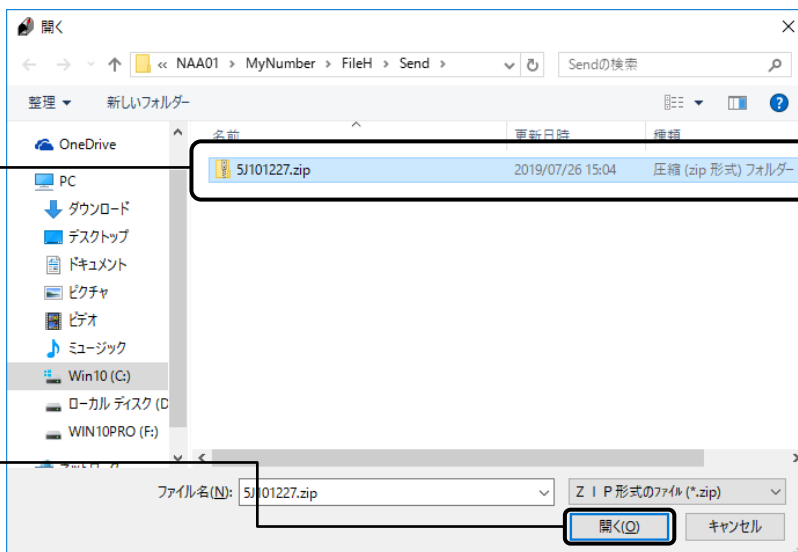 開く
« NAA01 › MyNumber › FileH › Send ›
Sendの検索
整理 新しいフォルダー
名前 更新日時 種類
OneDrive
5J101227.zip 2019/07/26 15:04 圧縮 (zip 形式) フォルダー
PC
ダウンロード
デスクトップ
ドキュメント
ピクチャ
ビデオ
ミュージック
Win10 (C:)
ローカル ディスク (D
WIN10PRO (F:)
ファイル名(N): 5J101227.zip ＺＩＰ形式のﾌｧｲﾙ (*.zip)
開く(O) キャンセル